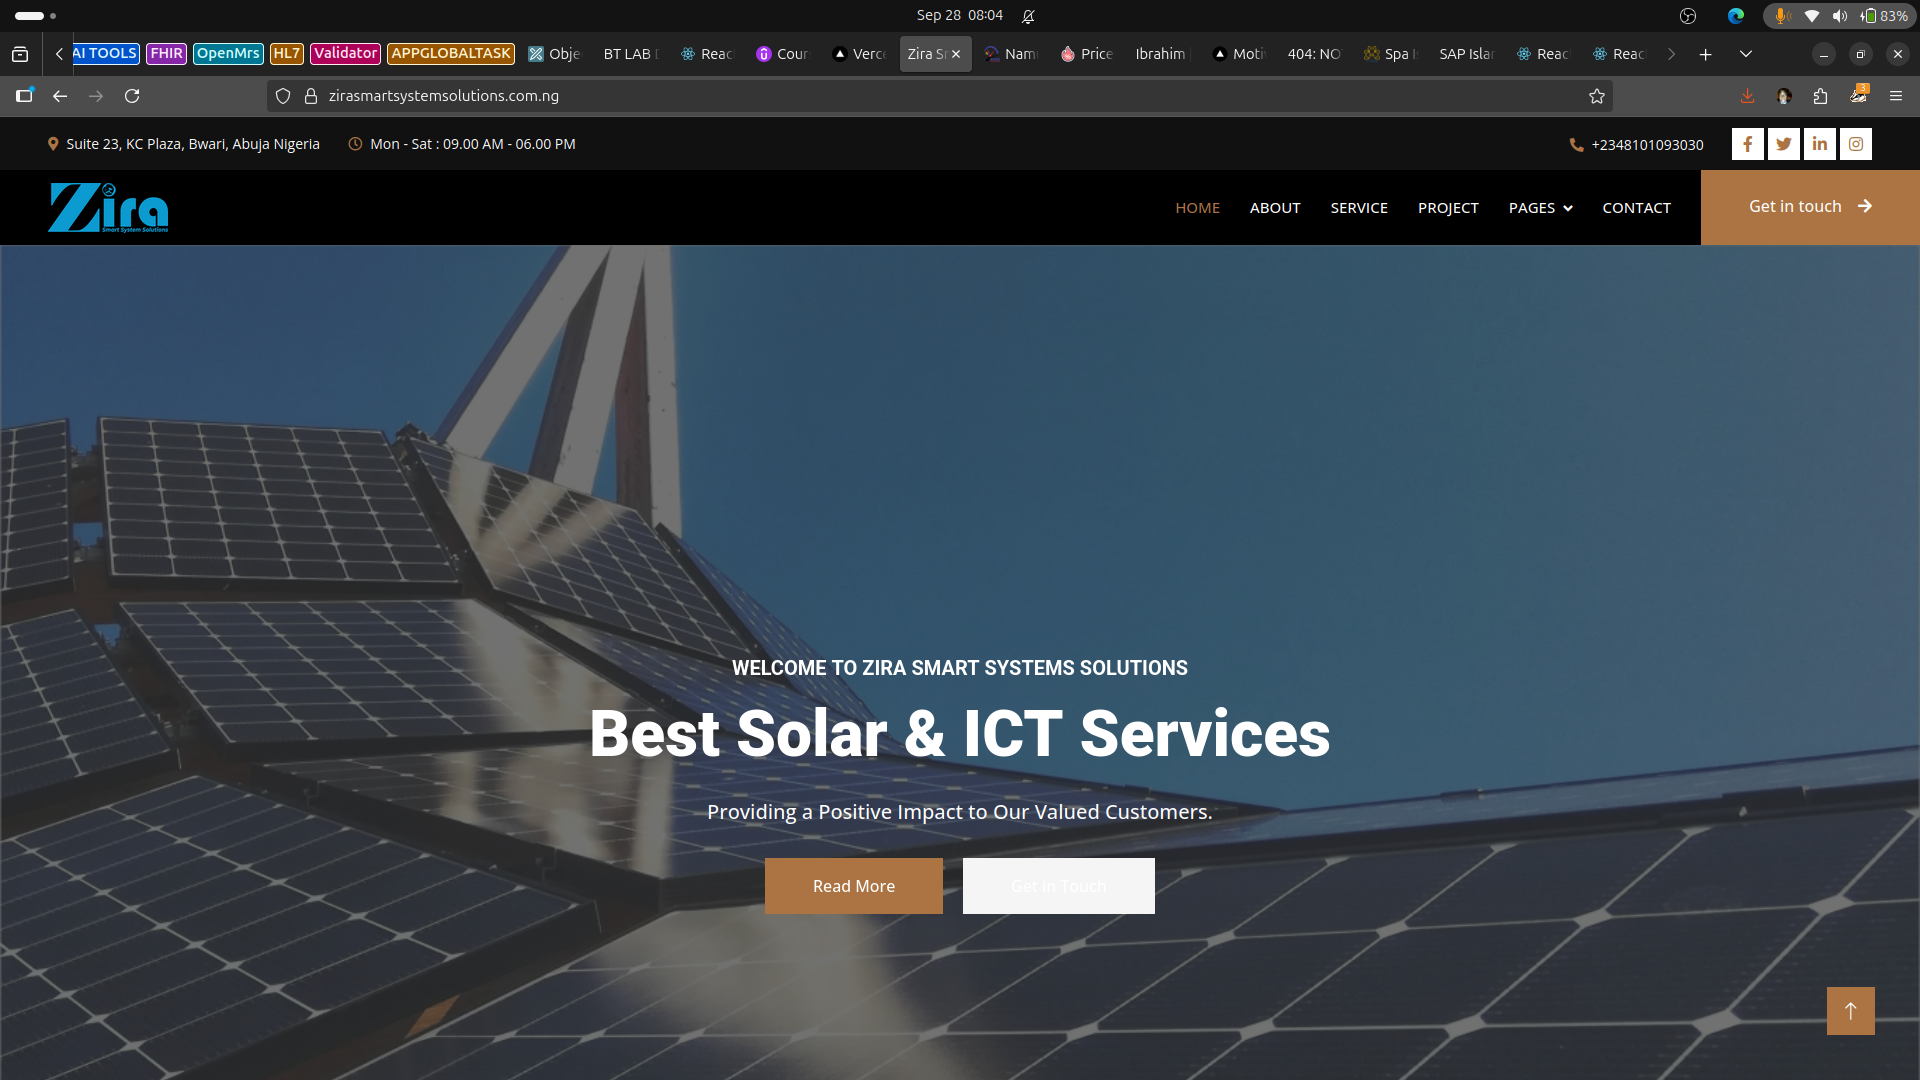 Sep 28 08:04
83%
AI TOOLS FHIR OpenMrs HL7 Validator APPGLOBALTASK Obje BT LAB Reac Cour Verce Zira S Nam Price Ibrahim Moti 404: NO Spa SAP Isla Reac Reac
zirasmartsystemsolutions.com.ng
3
Suite 23, KC Plaza, Bwari, Abuja Nigeria Mon - Sat : 09.00 AM - 06.00 PM +2348101093030
Zira
Smart System Solutions
HOME ABOUT SERVICE PROJECT PAGES CONTACT Get in touch
WELCOME TO ZIRA SMART SYSTEMS SOLUTIONS
Best Solar & ICT Services
Providing a Positive Impact to Our Valued Customers.
Read More Get In Touch